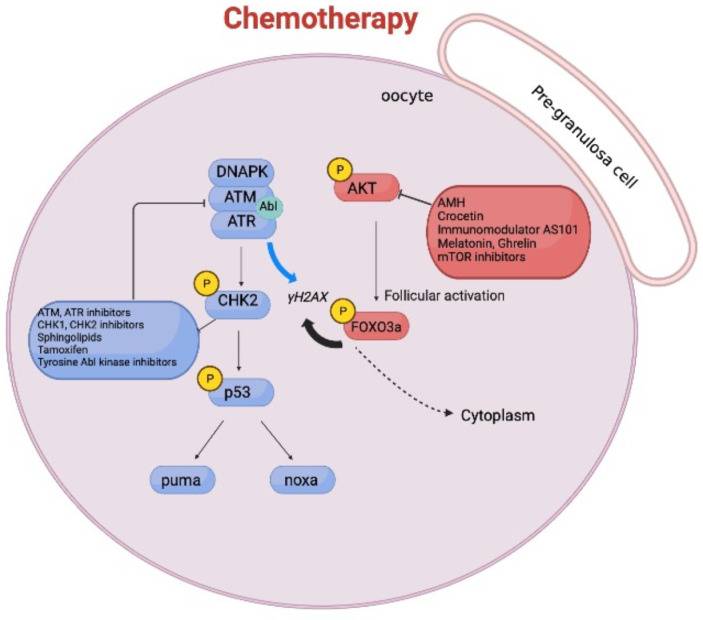 Chemotherapy
oocyte
Pre-granulosa cell
DNAPK
ATM
Abl
ATR
P
AKT
AMH
Crocetin
Immunomodulator AS101
Melatonin, Ghrelin
mTOR inhibitors
P
CHK2
yH2AX
Follicular activation
P
FOXO3a
ATM, ATR inhibitors
CHK1, CHK2 inhibitors
Sphingolipids
Tamoxifen
Tyrosine Abl kinase inhibitors
P
p53
Cytoplasm
puma
noxa